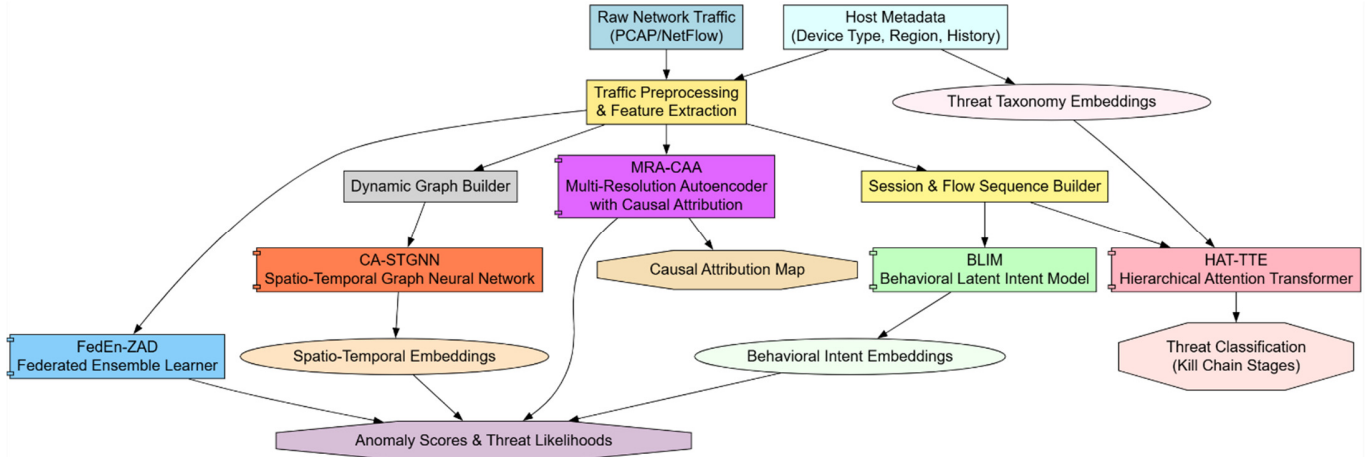 Raw Network Traffic
(PCAP/NetFlow)
Host Metadata
(Device Type, Region, History)
Traffic Preprocessing
& Feature Extraction
Threat Taxonomy Embeddings
Dynamic Graph Builder
MRA-CAA
Multi-Resolution Autoencoder
with Causal Attribution
Session & Flow Sequence Builder
CA-STGNN
Spatio-Temporal Graph Neural Network
Causal Attribution Map
BLIM
Behavioral Latent Intent Model
HAT-TTE
Hierarchical Attention Transformer
FedEn-ZAD
Federated Ensemble Learner
Spatio-Temporal Embeddings
Behavioral Intent Embeddings
Threat Classification
(Kill Chain Stages)
Anomaly Scores & Threat Likelihoods